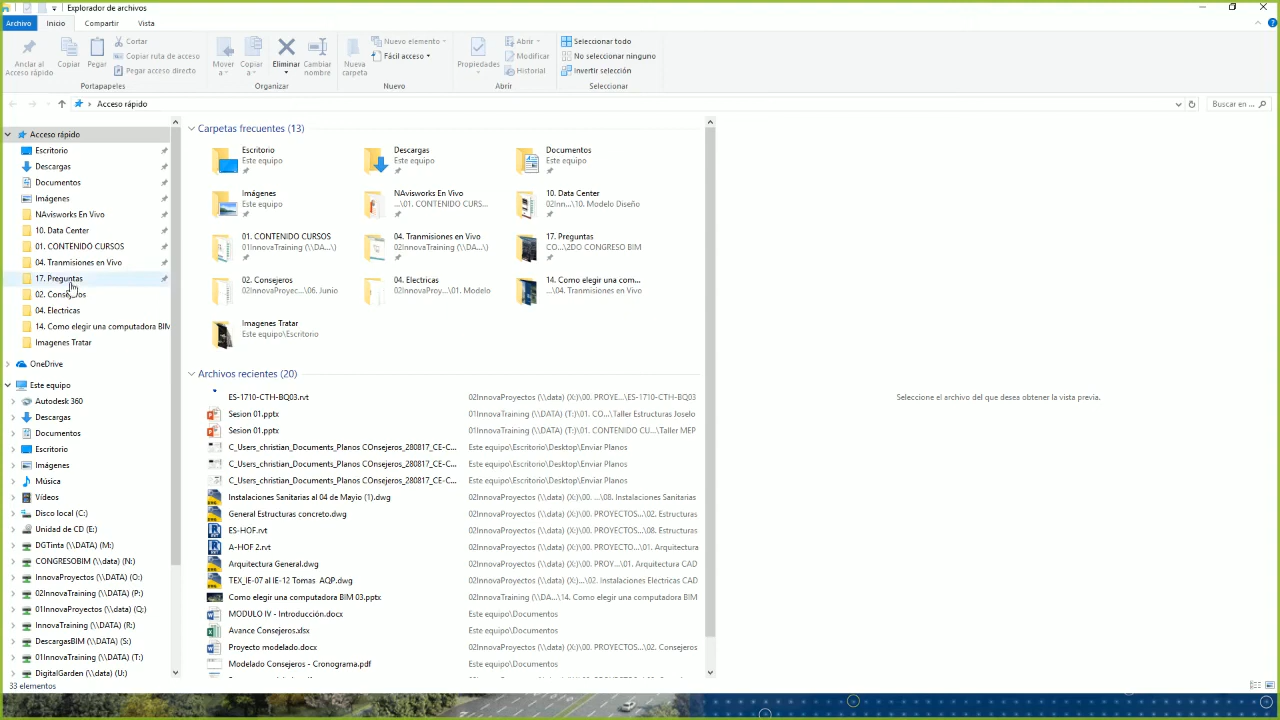 Explorador de archivos
Archivo Inicio Compartir Vista
Anclar al Acceso rápido
Copiar
Pegar
Cortar
Copiar ruta de acceso
Pegar acceso directo
Portapapeles
Mover a
Copiar a
Eliminar
Cambiar nombre
Organizar
Nueva carpeta
Nuevo elemento
Fácil acceso
Nuevo
Propiedades
Abrir
Modificar
Historial
Abrir
Seleccionar todo
No seleccionar ninguno
Invertir selección
Seleccionar
Acceso rápido
Buscar en ...
Acceso rápido
Escritorio
Descargas
Documentos
Imágenes
NAvisworks En Vivo
10. Data Center
01. CONTENIDO CURSOS
04. Tranmisiones en Vivo
17. Preguntas
02. Consejeros
04. Electricas
14. Como elegir una computadora BIM
Imagenes Tratar
OneDrive
Este equipo
Autodesk 360
Descargas
Documentos
Escritorio
Imágenes
Música
Vídeos
Disco local (C:)
Unidad de CD (E:)
DGTinta (\\DATA) (M:)
CONGRESOBIM (\\data) (N:)
InnovaProyectos (\\DATA) (O:)
02InnovaTraining (\\DATA) (P:)
01InnovaProyectos (\\data) (Q:)
InnovaTraining (\\DATA) (R:)
DescargasBIM (\\DATA) (S:)
01InnovaTraining (\\DATA) (T:)
DigitalGarden (\\data) (U:)
Carpetas frecuentes (13)
Escritorio
Este equipo
Descargas
Este equipo
Documentos
Este equipo
Imágenes
Este equipo
NAvisworks En Vivo
...\01. CONTENIDO CURS...
10. Data Center
02Inn...\10. Modelo Diseño
01. CONTENIDO CURSOS
01InnovaTraining (\\DA...\)
04. Tranmisiones en Vivo
02InnovaTraining (\\DA...\)
17. Preguntas
CO...\2DO CONGRESO BIM
02. Consejeros
02InnovaProyec...\06. Junio
04. Electricas
02InnovaProy...\01. Modelo
14. Como elegir una com...
...\04. Tranmisiones en Vivo
Imagenes Tratar
Este equipo\Escritorio
Archivos recientes (20)
ES-1710-CTH-BQ03.rvt 02InnovaProyectos (\\data) (X:)\00. PROYE...\ES-1710-CTH-BQ03
Sesion 01.pptx 01InnovaTraining (\\DATA) (T:)\01. CO...\Taller Estructuras Joselo
Sesion 01.pptx 01InnovaTraining (\\DATA) (T:)\01. CONTENIDO CU...\Taller MEP
C_Users_christian_Documents_Planos COnsejeros_280817_CE-C... Este equipo\Escritorio\Desktop\Enviar Planos
C_Users_christian_Documents_Planos COnsejeros_280817_CE-C... Este equipo\Escritorio\Desktop\Enviar Planos
C_Users_christian_Documents_Planos COnsejeros_280817_CE-C... Este equipo\Escritorio\Desktop\Enviar Planos
Instalaciones Sanitarias al 04 de Mayio (1).dwg 02InnovaProyectos (\\data) (X:)\00. ...\08. Instalaciones Sanitarias
General Estructuras concreto.dwg 02InnovaProyectos (\\data) (X:)\00. PROYECTOS...\02. Estructuras
ES-HOF.rvt 02InnovaProyectos (\\data) (X:)\00. PROYECTOS...\08. Estructuras
A-HOF 2.rvt 02InnovaProyectos (\\data) (X:)\00. PROYECTO...\01. Arquitectura
Arquitectura General.dwg 02InnovaProyectos (\\data) (X:)\00. PROY...\01. Arquitectura CAD
TEX_IE-07 al IE-12 Tomas AQP.dwg 02InnovaProyectos (\\data) (X:)\...\02. Instalaciones Electricas CAD
Como elegir una computadora BIM 03.pptx 02InnovaTraining (\\DA...\14. Como elegir una computadora BIM
MODULO IV - Introducción.docx Este equipo\Documentos
Avance Consejeros.xlsx Este equipo\Documentos
Proyecto modelado.docx 02InnovaProyectos (\\data) (X:)\00. PROYECTOS...\02. Consejeros
Modelado Consejeros - Cronograma.pdf Este equipo\Documentos
Seleccione el archivo del que desea obtener la vista previa.
33 elementos